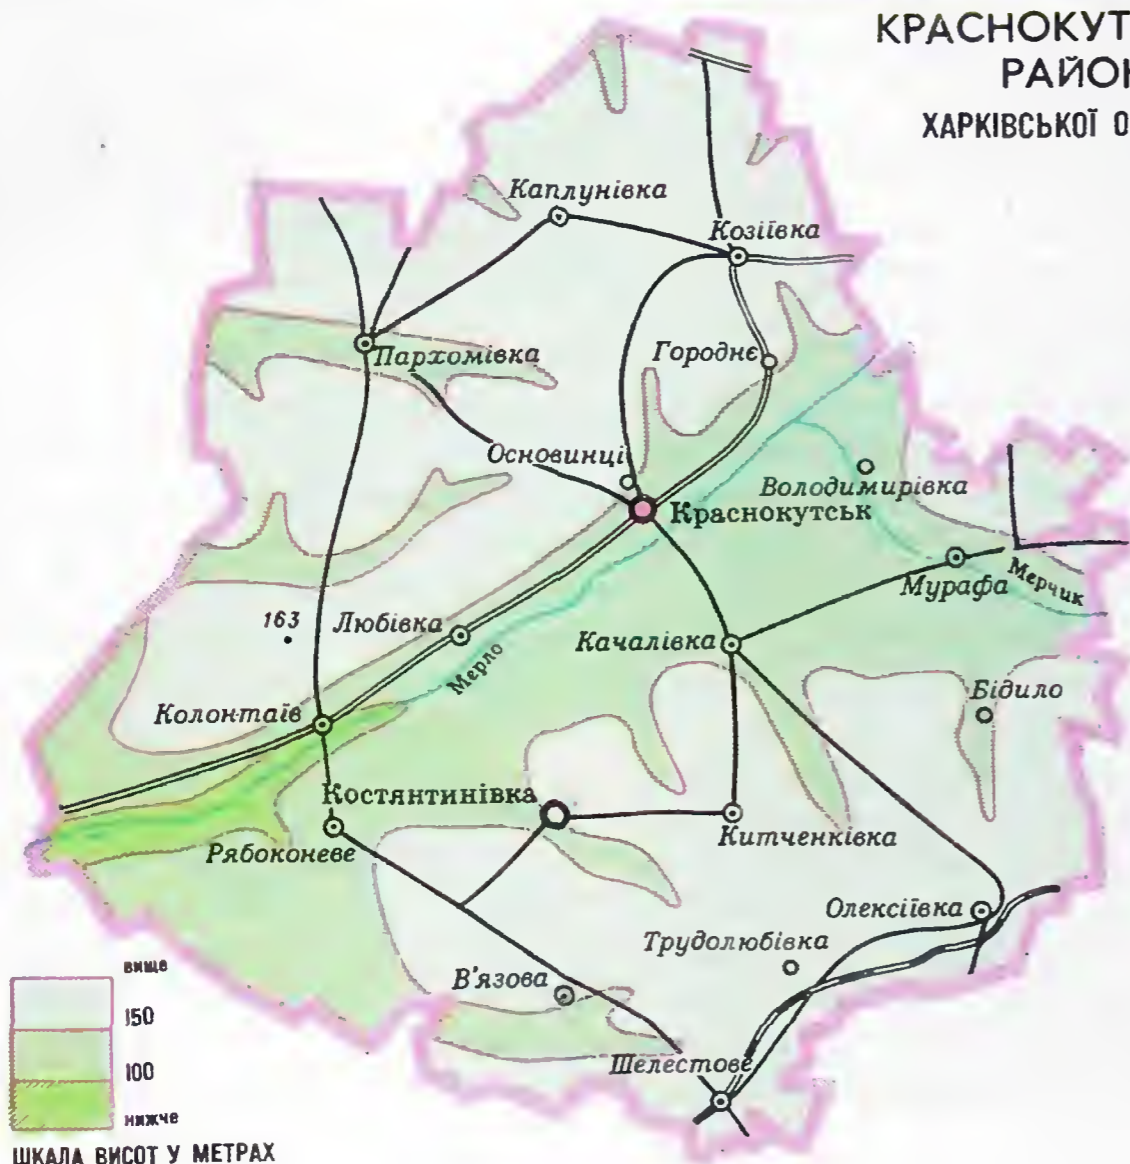 КРАСНОКУТ
РАЙОН
ХАРКІВСЬКОЇ О
Каплунівка
Козіївка
Пархомівка
Городнє
Основинці
Володимирівка
Краснокутськ
Мурафа
Мерчик
163
Любівка
Качалівка
Мерло
Бідило
Колонтаїв
Костянтинівка
Рябоконеве
Китченківка
Олексіївка
Трудолюбівка
В'язова
Шелестове
вище
150
100
нижче
ШКАЛА ВИСОТ У МЕТРАХ